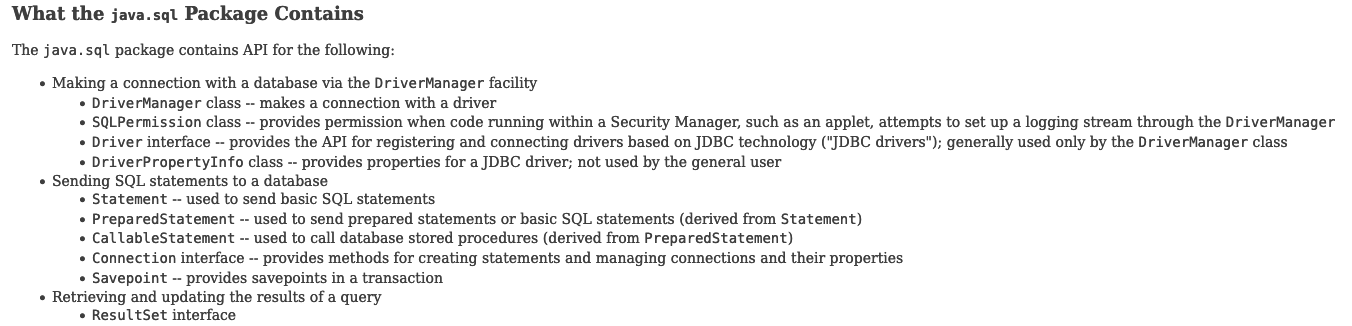 What the java.sql Package Contains
The java.sql package contains API for the following:
• Making a connection with a database via the DriverManager facility
• DriverManager class -- makes a connection with a driver
• SQLPermission class -- provides permission when code running within a Security Manager, such as an applet, attempts to set up a logging stream through the DriverManager
• Driver interface -- provides the API for registering and connecting drivers based on JDBC technology ("JDBC drivers"); generally used only by the DriverManager class
• DriverPropertyInfo class -- provides properties for a JDBC driver; not used by the general user
• Sending SQL statements to a database
• Statement -- used to send basic SQL statements
• PreparedStatement -- used to send prepared statements or basic SQL statements (derived from Statement)
• CallableStatement -- used to call database stored procedures (derived from PreparedStatement)
• Connection interface -- provides methods for creating statements and managing connections and their properties
• Savepoint -- provides savepoints in a transaction
• Retrieving and updating the results of a query
• ResultSet interface